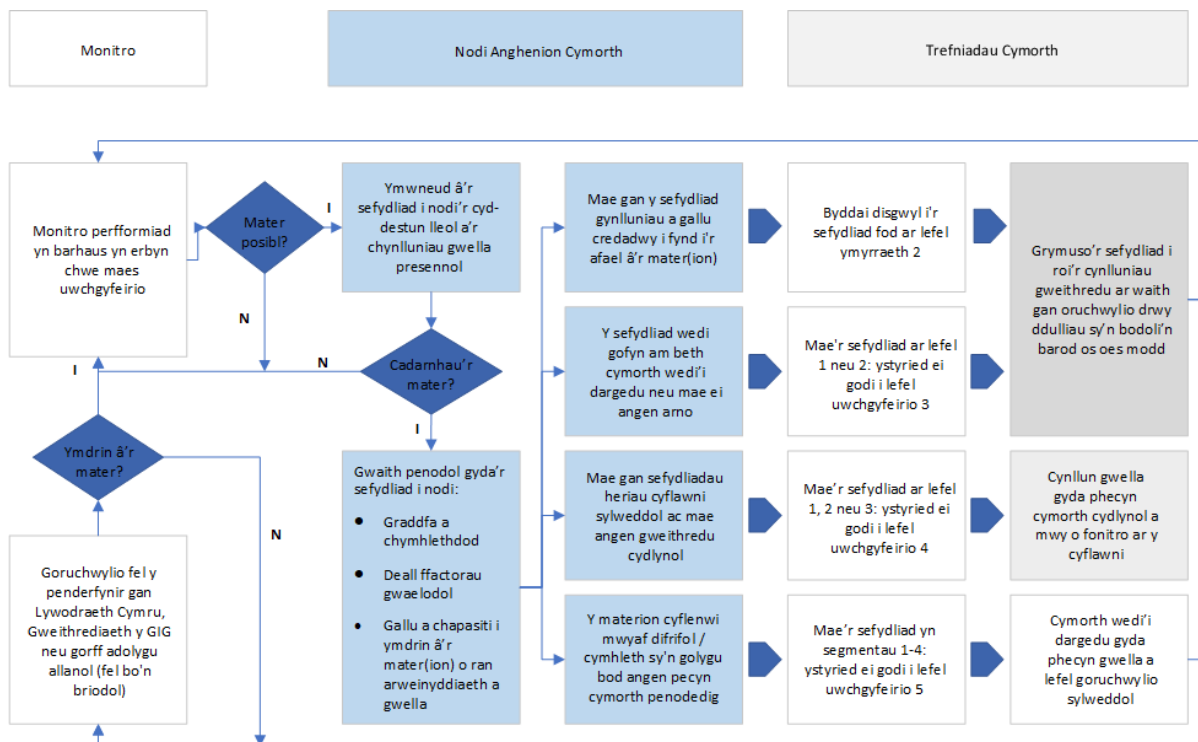 Monitro
Nodi Anghenion Cymorth
Trefniadau Cymorth
Monitro perfformiad
yn barhaus yn erbyn
chwe maes
uwchgyfeirio
Mater
posibl?
I
N
Ymwneud â'r
sefydliad i nodi'r cyd-
destun lleol a'r
chynlluniau gwella
presennol
Cadarnhau'r
mater?
N
I
Gwaith penodol gyda'r
sefydliad i nodi:
● Graddfa a
chymhlethdod
● Deall ffactorau
gwaelodol
● Gallu a chapasiti i
ymdrin â'r
mater(ion) o ran
arweinyddiaeth a
gwella
Mae gan y sefydliad
gynlluniau a gallu
credadwy i fynd i'r
afael â'r mater(ion)
Byddai disgwyl i'r
sefydliad fod ar lefel
ymyrraeth 2
Grymuso'r sefydliad i
roi'r cynlluniau
gweithredu ar waith
gan oruchwylio drwy
ddulliau sy'n bodoli'n
barod os oes modd
Y sefydliad wedi
gofyn am beth
cymorth wedi'i
dargedu neu mae ei
angen arno
Mae'r sefydliad ar lefel
1 neu 2: ystyried ei
godi i lefel
uwchgyfeirio 3
Mae gan sefydliadau
heriau cyflawni
sylweddol ac mae
angen gweithredu
cydlynol
Mae'r sefydliad ar lefel
1, 2 neu 3: ystyried ei
godi i lefel
uwchgyfeirio 4
Cynllun gwella
gyda phecyn
cymorth cydlynol a
mwy o fonitro ar y
cyflawni
Y materion cyflenwi
mwyaf difrifol /
cymhleth sy'n golygu
bod angen pecyn
cymorth penodedig
Mae'r sefydliad yn
segmentau 1-4:
ystyried ei godi i lefel
uwchgyfeirio 5
Cymorth wedi'i
dargedu gyda
phecyn gwella a
lefel goruchwylio
sylweddol
I
Ymdrin â'r
mater?
N
Goruchwylio fel y
penderfynir gan
Lywodraeth Cymru,
Gweithrediaeth y GIG
neu gorff adolygu
allanol (fel bo'n
briodol)